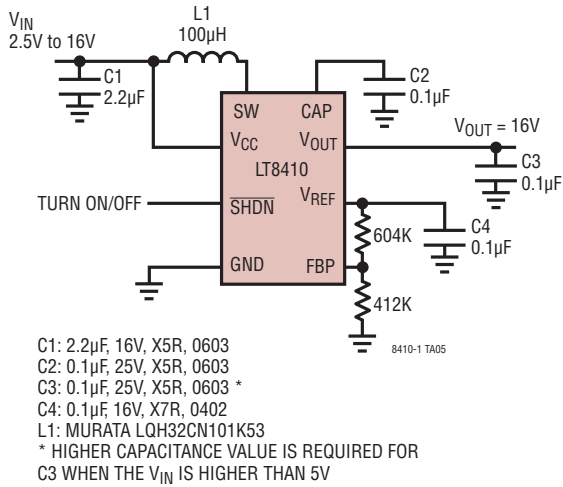 VIN
2.5V to 16V
L1
100µH
C1
2.2µF
C2
0.1µF
SW
CAP
VCC
VOUT
VOUT = 16V
LT8410
C3
0.1µF
TURN ON/OFF
SHDN
VREF
604K
C4
0.1µF
GND
FBP
412K
8410-1 TA05
C1: 2.2µF, 16V, X5R, 0603
C2: 0.1µF, 25V, X5R, 0603
C3: 0.1µF, 25V, X5R, 0603 *
C4: 0.1µF, 16V, X7R, 0402
L1: MURATA LQH32CN101K53
* HIGHER CAPACITANCE VALUE IS REQUIRED FOR
C3 WHEN THE VIN IS HIGHER THAN 5V